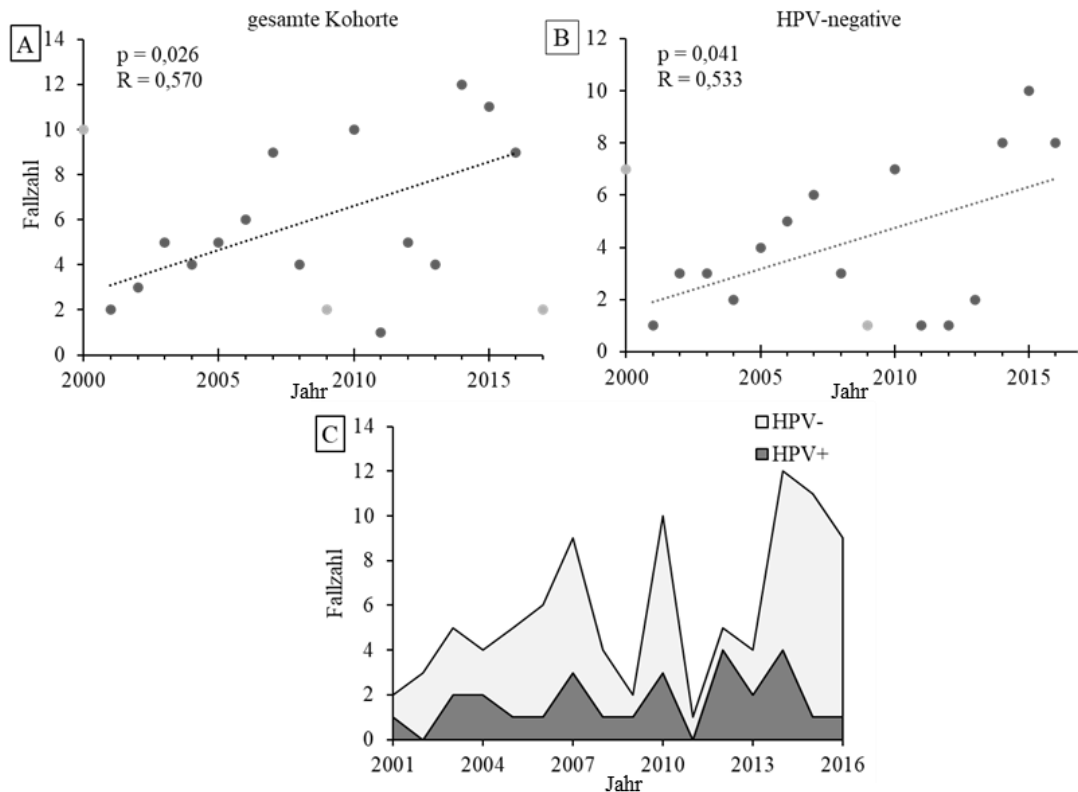 gesamte Kohorte
A
p = 0,026
R = 0,570
Fallzahl
14
12
10
8
6
4
2
0
2000 2005 2010 2015
Jahr
HPV-negative
B
p = 0,041
R = 0,533
12
10
8
6
4
2
0
2000 2005 2010 2015
Jahr
C
HPV-
HPV+
Fallzahl
14
12
10
8
6
4
2
0
2001 2004 2007 2010 2013 2016
Jahr